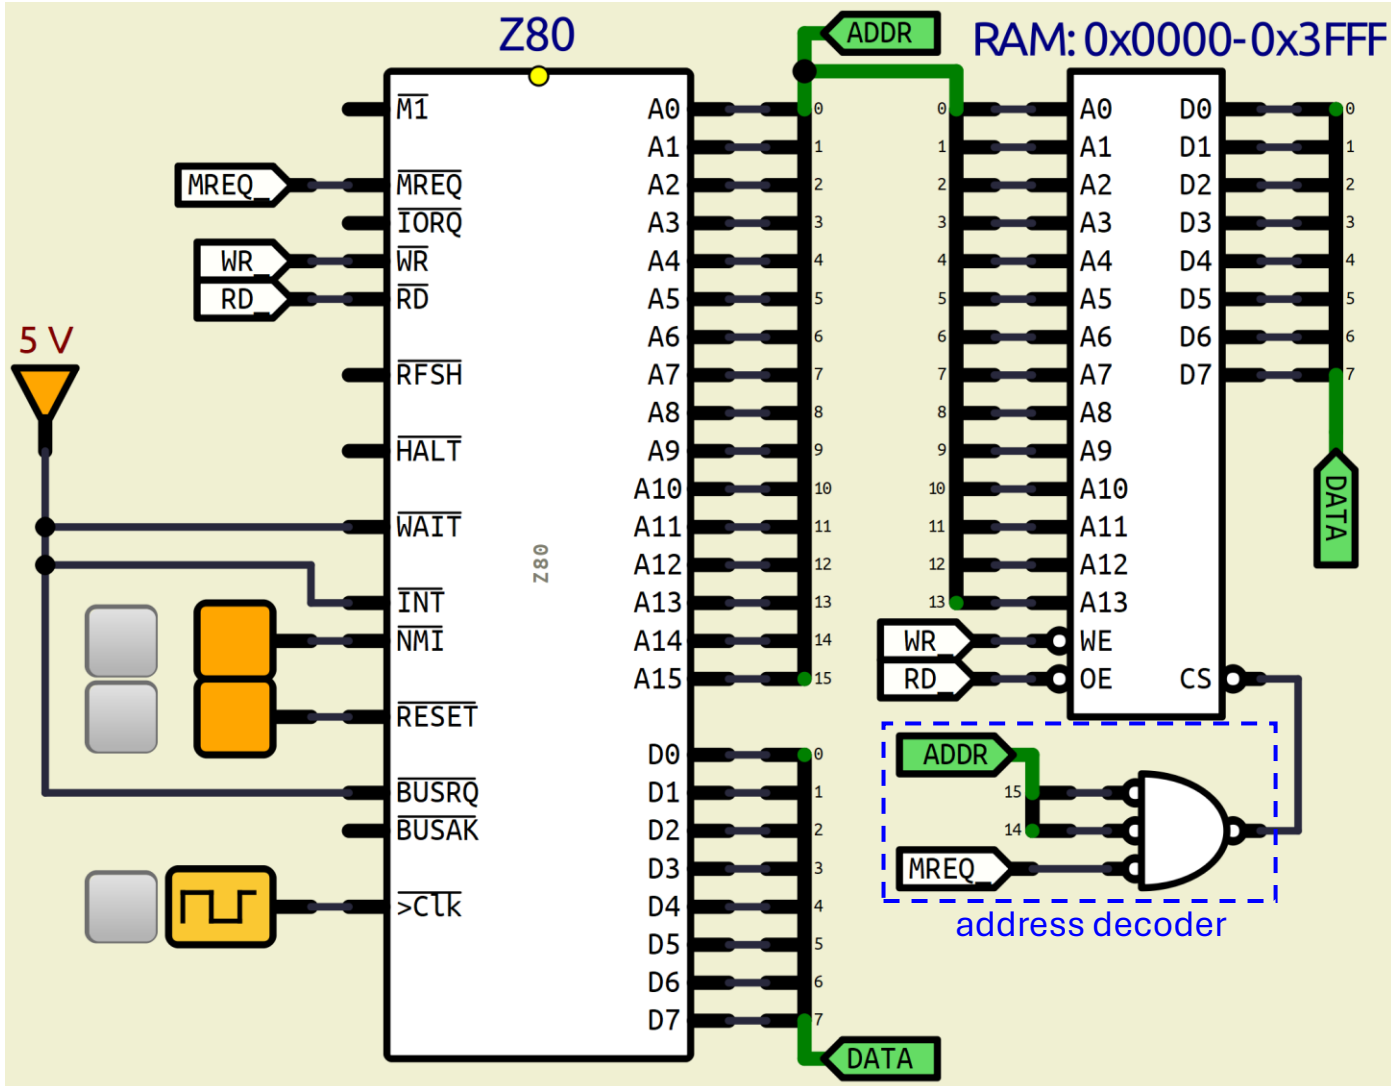 Z80
ADDR
RAM: 0x0000-0x3FFF
M1
MREQ_
MREQ
IORQ
WR_
WR
RD_
RD
5 V
RFSH
HALT
WAIT
INT
NMI
RESET
BUSRQ
BUSAK
>Clk
Z80
A0
A1
A2
A3
A4
A5
A6
A7
A8
A9
A10
A11
A12
A13
A14
A15
D0
D1
D2
D3
D4
D5
D6
D7
0
1
2
3
4
5
6
7
8
9
10
11
12
13
14
15
0
1
2
3
4
5
6
7
DATA
0
1
2
3
4
5
6
7
8
9
10
11
12
13
A0
A1
A2
A3
A4
A5
A6
A7
A8
A9
A10
A11
A12
A13
WR_
WE
RD_
OE
CS
D0
D1
D2
D3
D4
D5
D6
D7
0
1
2
3
4
5
6
7
DATA
ADDR
15
14
MREQ_
address decoder